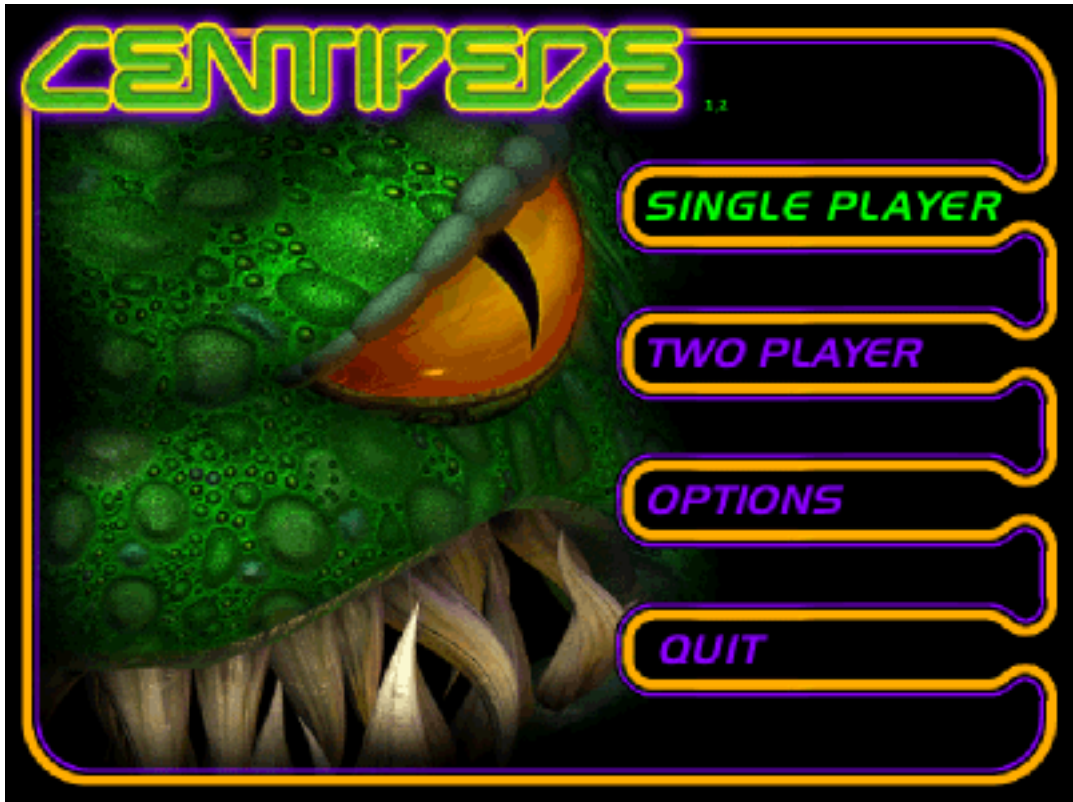 CENTIPEDE
1.2
SINGLE PLAYER
TWO PLAYER
OPTIONS
QUIT